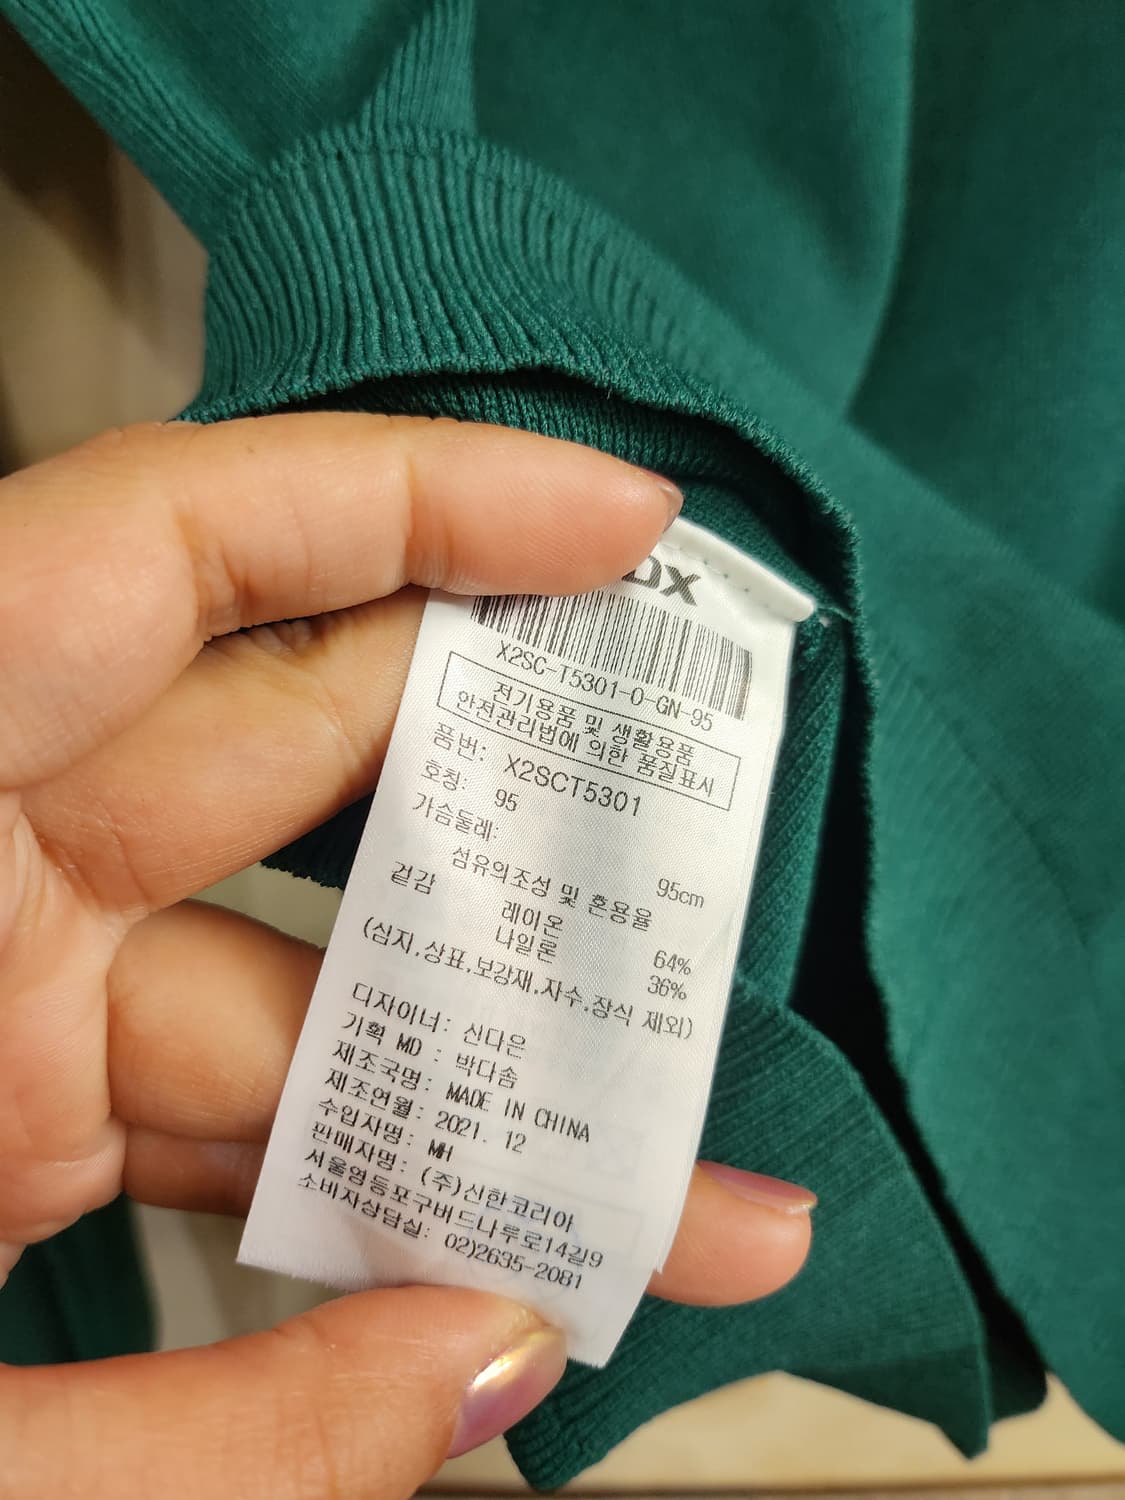 DX
X2SC-T5301-O-GN-95
전기용품 및 생활용품
안전관리법에 의한 품질표시
품번: X2SCT5301
호칭: 95
가슴둘레: 95cm
섬유의조성 및 혼용율
겉감
레이온 64%
나일론 36%
(심지.상표.보강재.자수.장식 제외)
디자이너: 신다은
기획 MD : 박다솜
제조국명: MADE IN CHINA
제조연월: 2021. 12
수입자명: MH
판매자명: (주)신한코리아
서울영등포구버드나루로14길9
소비자상담실: 02)2635-2081